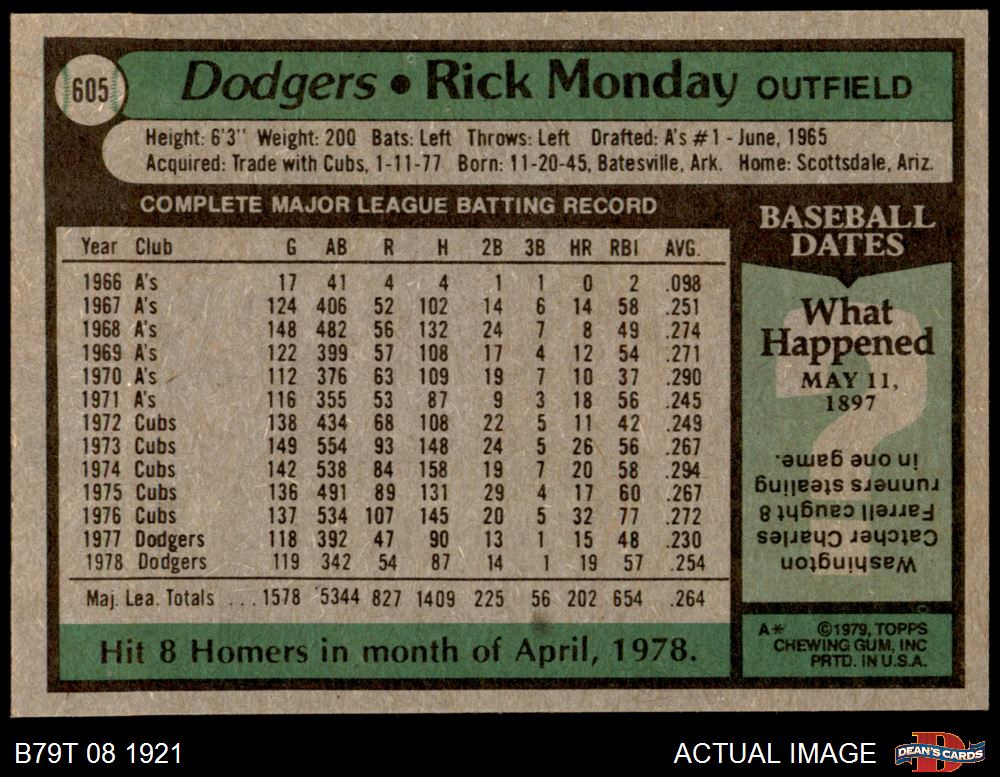 605
Dodgers • Rick Monday OUTFIELD
Height: 6'3" Weight: 200 Bats: Left Throws: Left Drafted: A's #1 - June, 1965
Acquired: Trade with Cubs, 1-11-77 Born: 11-20-45, Batesville, Ark. Home: Scottsdale, Ariz.
COMPLETE MAJOR LEAGUE BATTING RECORD
Year Club G AB R H 2B 3B HR RBI AVG.
1966 A's 17 41 4 4 1 1 0 2 .098
1967 A's 124 406 52 102 14 6 14 58 .251
1968 A's 148 482 56 132 24 7 8 49 .274
1969 A's 122 399 57 108 17 4 12 54 .271
1970 A's 112 376 63 109 19 7 10 37 .290
1971 A's 116 355 53 87 9 3 18 56 .245
1972 Cubs 138 434 68 108 22 5 11 42 .249
1973 Cubs 149 554 93 148 24 5 26 56 .267
1974 Cubs 142 538 84 158 19 7 20 58 .294
1975 Cubs 136 491 89 131 29 4 17 60 .267
1976 Cubs 137 534 107 145 20 5 32 77 .272
1977 Dodgers 118 392 47 90 13 1 15 48 .230
1978 Dodgers 119 342 54 87 14 1 19 57 .254
Maj. Lea. Totals ...1578 5344 827 1409 225 56 202 654 .264
Hit 8 Homers in month of April, 1978.
BASEBALL
DATES
What
Happened
MAY 11,
1897
?
Washington
Catcher Charles
Farrell caught 8
runners stealing
in one game.
A* ©1979, TOPPS
CHEWING GUM, INC
PRTD. IN U.S.A.
B79T 08 1921
ACTUAL IMAGE
D
DEAN'S CARDS